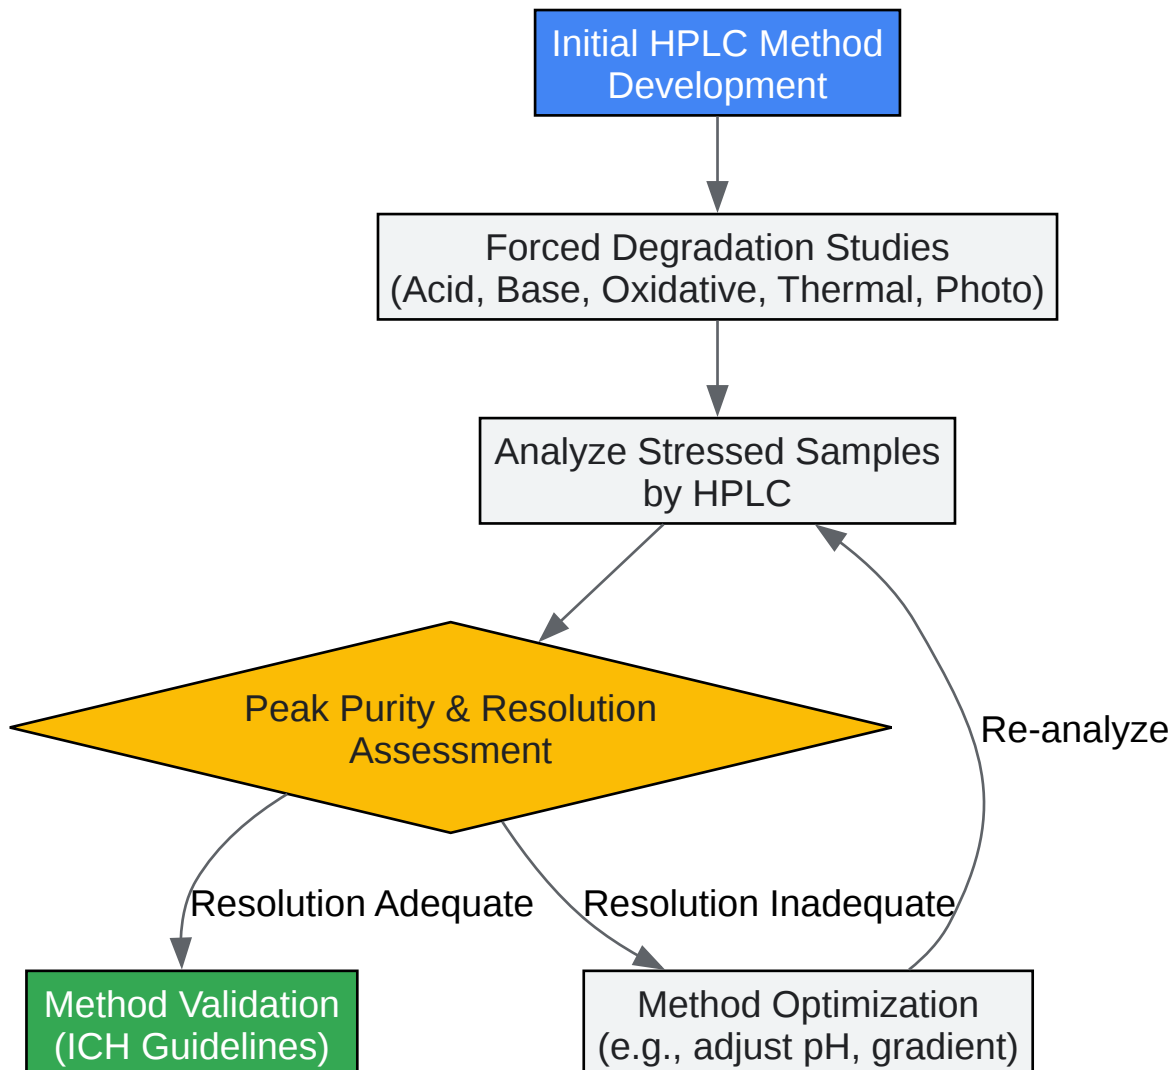 Initial HPLC Method
Development
Forced Degradation Studies
(Acid, Base, Oxidative, Thermal, Photo)
Analyze Stressed Samples
by HPLC
Peak Purity & Resolution
Assessment
Re-analyze
Resolution Adequate
Resolution Inadequate
Method Validation
(ICH Guidelines)
Method Optimization
(e.g., adjust pH, gradient)